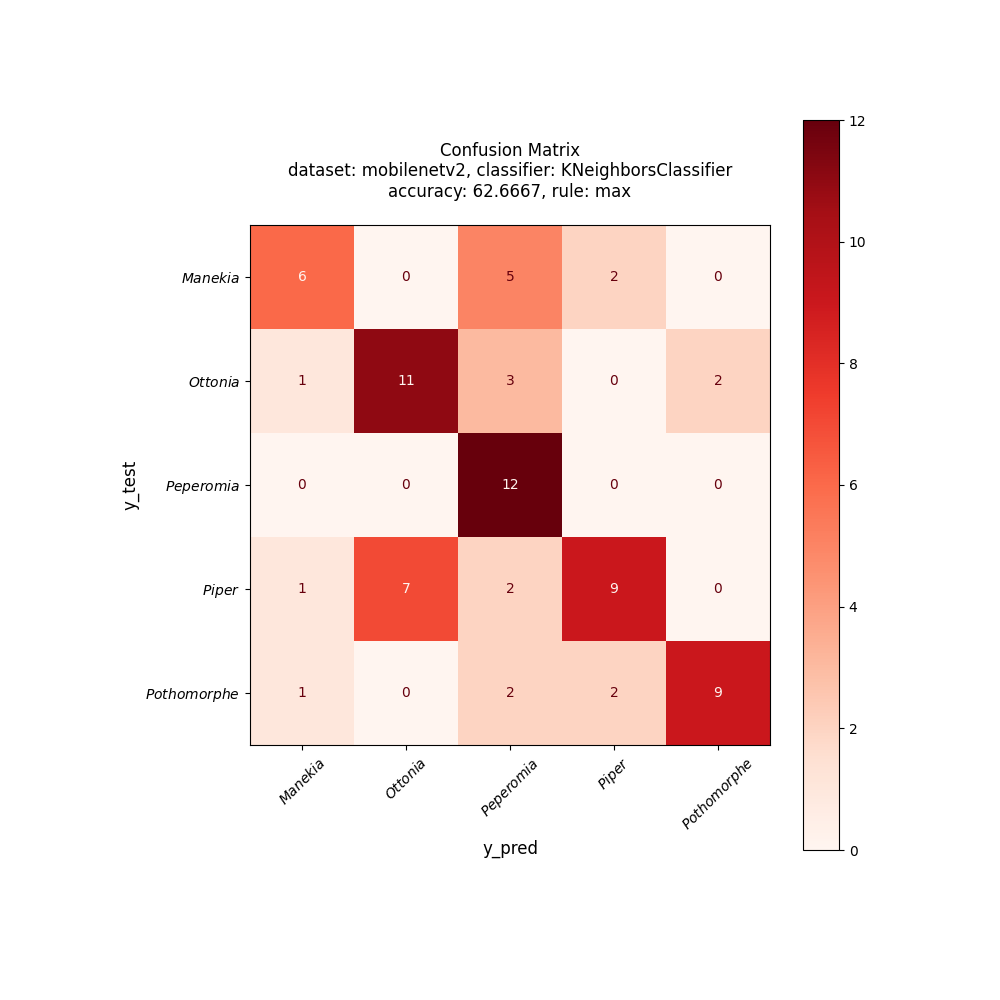 Confusion Matrix
dataset: mobilenetv2, classifier: KNeighborsClassifier
accuracy: 62.6667, rule: max
12
10
8
6
4
2
0
y_test
Manekia 6 0 5 2 0
Ottonia 1 11 3 0 2
Peperomia 0 0 12 0 0
Piper 1 7 2 9 0
Pothomorphe 1 0 2 2 9
Manekia Ottonia Peperomia Piper Pothomorphe
y_pred